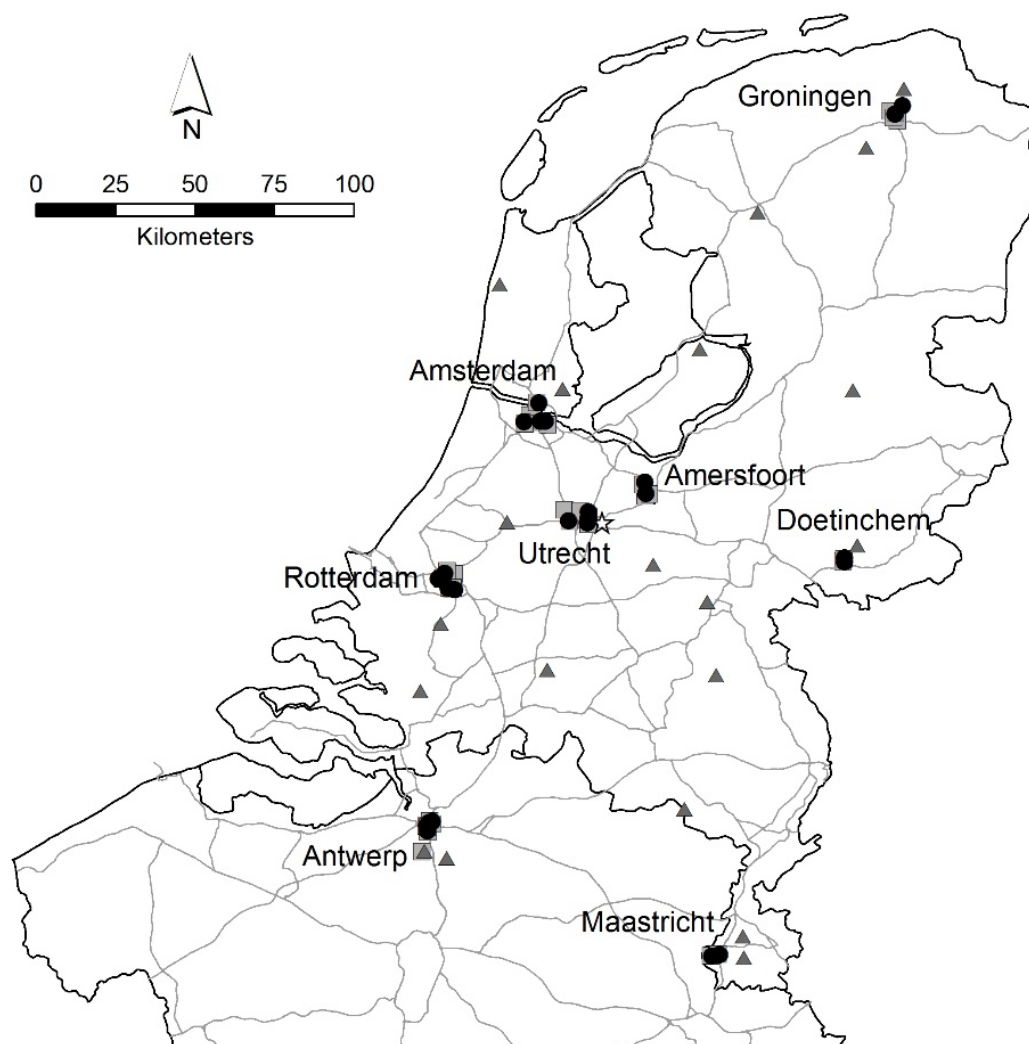 Groningen
N
0 25 50 75 100
Kilometers
Amsterdam
Amersfoort
Doetinchem
Utrecht
Rotterdam
Antwerp
Maastricht